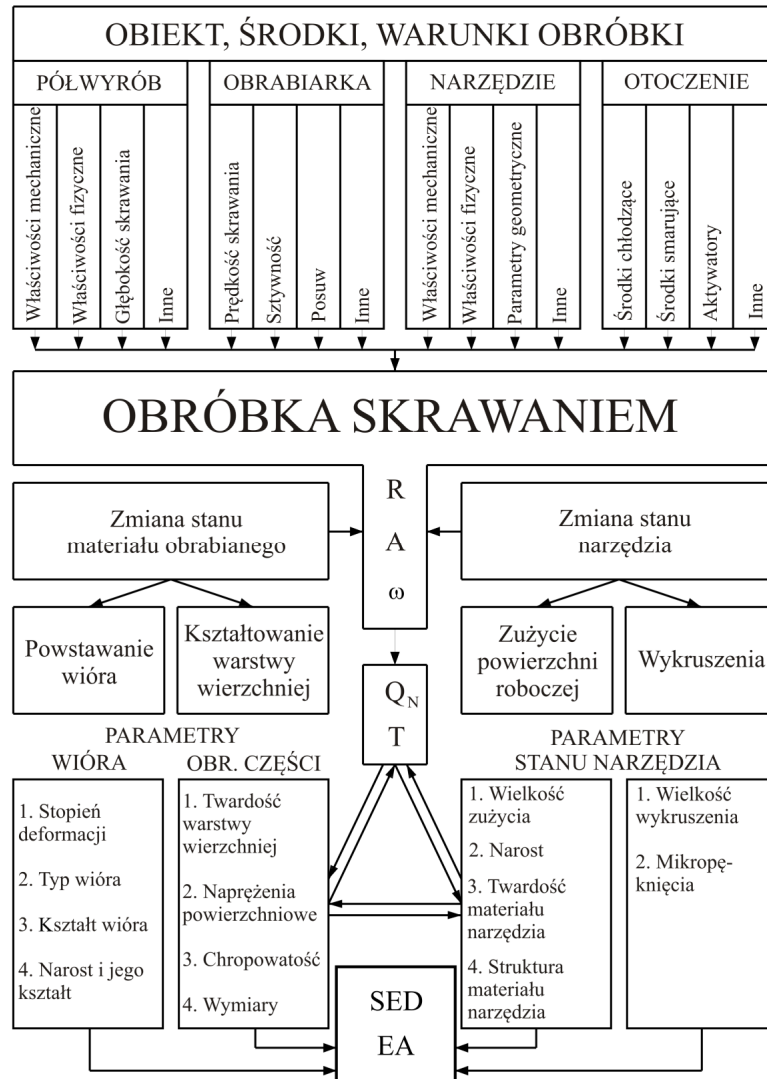 OBIEKT, ŚRODKI, WARUNKI OBRÓBKI
PÓŁWYRÓB
OBRABIARKA
NARZĘDZIE
OTOCZENIE
Właściwości mechaniczne
Właściwości fizyczne
Głębokość skrawania
Inne
Prędkość skrawania
Sztywność
Posuw
Inne
Właściwości mechaniczne
Właściwości fizyczne
Parametry geometryczne
Inne
Środki chłodzące
Środki smarujące
Aktywatory
Inne
OBRÓBKA SKRAWANIEM
R
A
ω
Zmiana stanu
materiału obrabianego
Zmiana stanu
narzędzia
Powstawanie
wióra
Kształtowanie
warstwy
wierzchniej
Zużycie
powierzchni
roboczej
Wykruszenia
Q_N
T
PARAMETRY
WIÓRA
OBR. CZĘŚCI
PARAMETRY
STANU NARZĘDZIA
1. Stopień
deformacji
2. Typ wióra
3. Kształt wióra
4. Narost i jego
kształt
1. Twardość
warstwy
wierzchniej
2. Naprężenia
powierzchniowe
3. Chropowatość
4. Wymiary
1. Wielkość
zużycia
2. Narost
3. Twardość
materiału
narzędzia
4. Struktura
materiału
narzędzia
1. Wielkość
wykruszenia
2. Mikropę-
knięcia
SED
EA